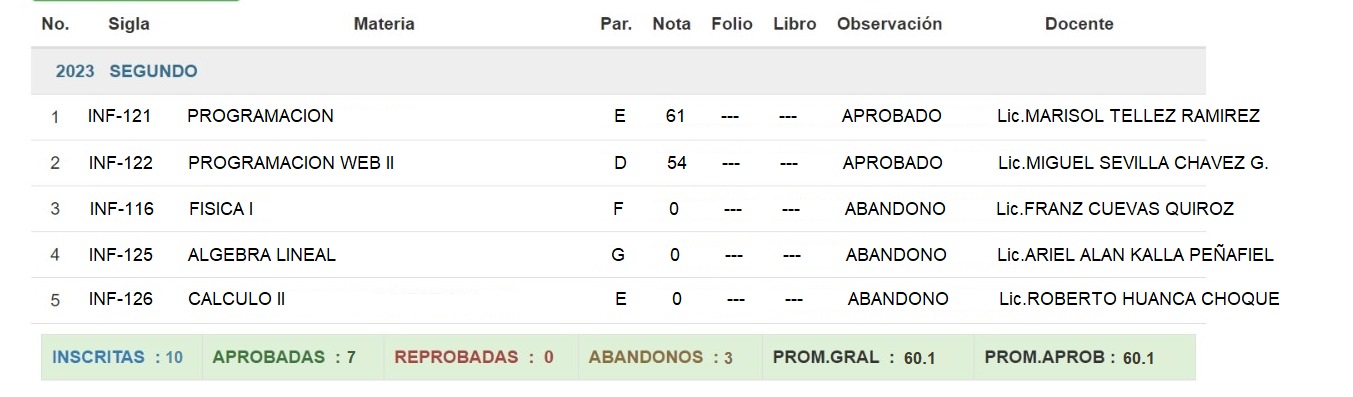 No. Sigla Materia Par. Nota Folio Libro Observación Docente
2023 SEGUNDO
1 INF-121 PROGRAMACION E 61 --- --- APROBADO Lic.MARISOL TELLEZ RAMIREZ
2 INF-122 PROGRAMACION WEB II D 54 --- --- APROBADO Lic.MIGUEL SEVILLA CHAVEZ G.
3 INF-116 FISICA I F 0 --- --- ABANDONO Lic.FRANZ CUEVAS QUIROZ
4 INF-125 ALGEBRA LINEAL G 0 --- --- ABANDONO Lic.ARIEL ALAN KALLA PEÑAFIEL
5 INF-126 CALCULO II E 0 --- --- ABANDONO Lic.ROBERTO HUANCA CHOQUE
INSCRITAS : 10 APROBADAS : 7 REPROBADAS : 0 ABANDONOS : 3 PROM.GRAL : 60.1 PROM.APROB : 60.1